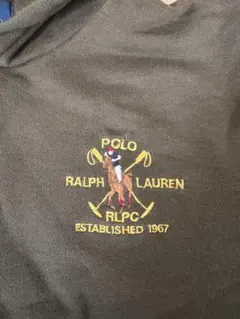 POLO
RALPH LAUREN
RLPC
ESTABLISHED 1967